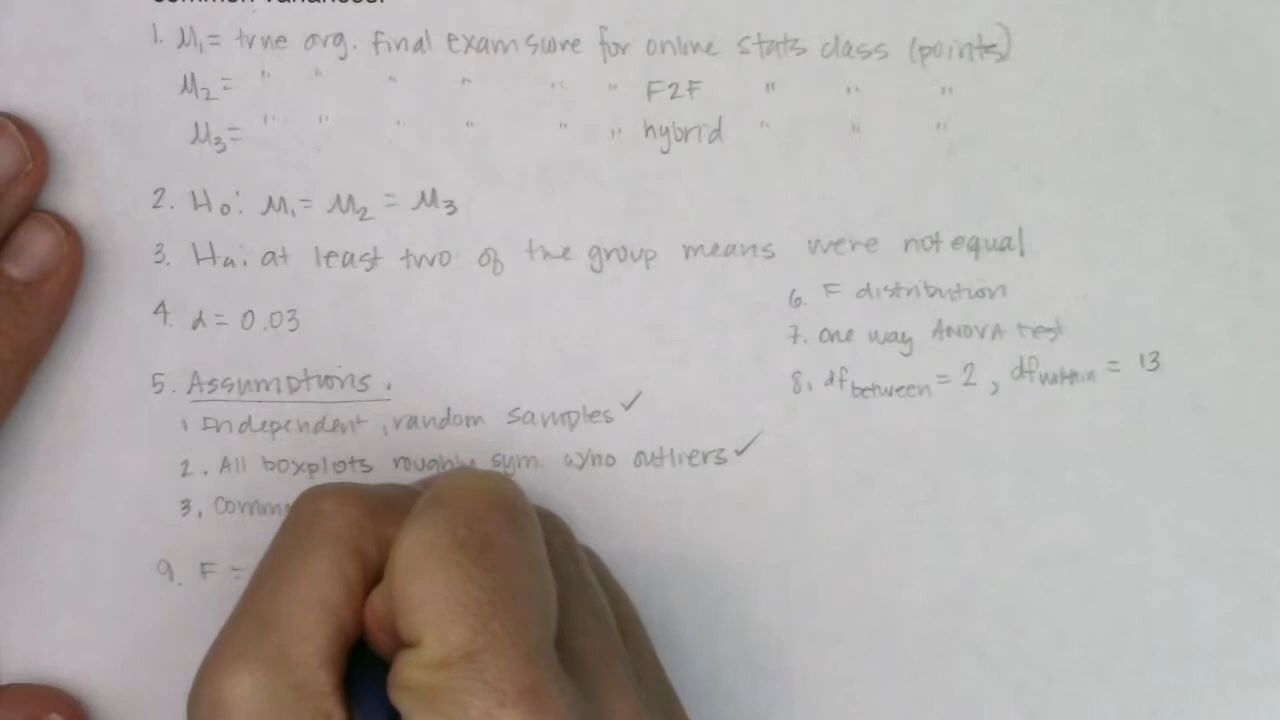 common variances.
1. μ₁ = true avg. final exam score for online stats class (points)
μ₂ = " " " " " " F2F " " "
μ₃ = " " " " " " hybrid " " "
2. H₀: μ₁ = μ₂ = μ₃
3. Ha: at least two of the group means were not equal
4. α = 0.03
5. Assumptions.
1 Independent, random samples ✓
2. All boxplots roughly sym. w/no outliers ✓
3.
9. F =
6. F distribution
7. one way ANOVA test
8. df between = 2, df within = 13